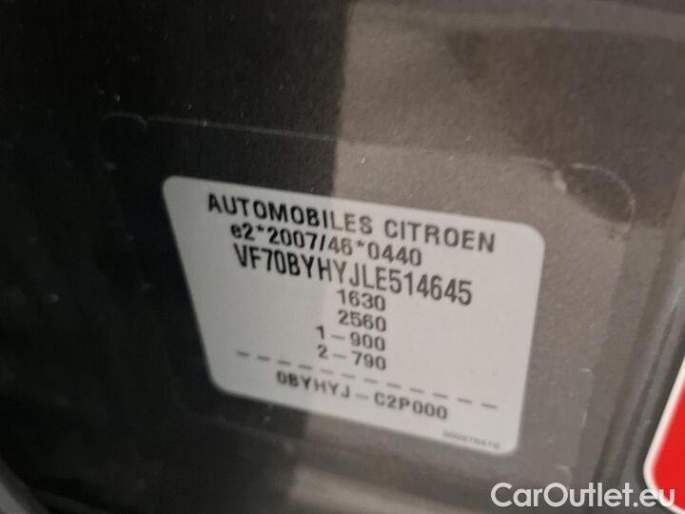 AUTOMOBILES CITROEN
e2*2007/46*0440
VF70BYHYJLE514645
1630
2560
1-900
2-790
0BYHYJ-C2P000
CarOutlet.eu